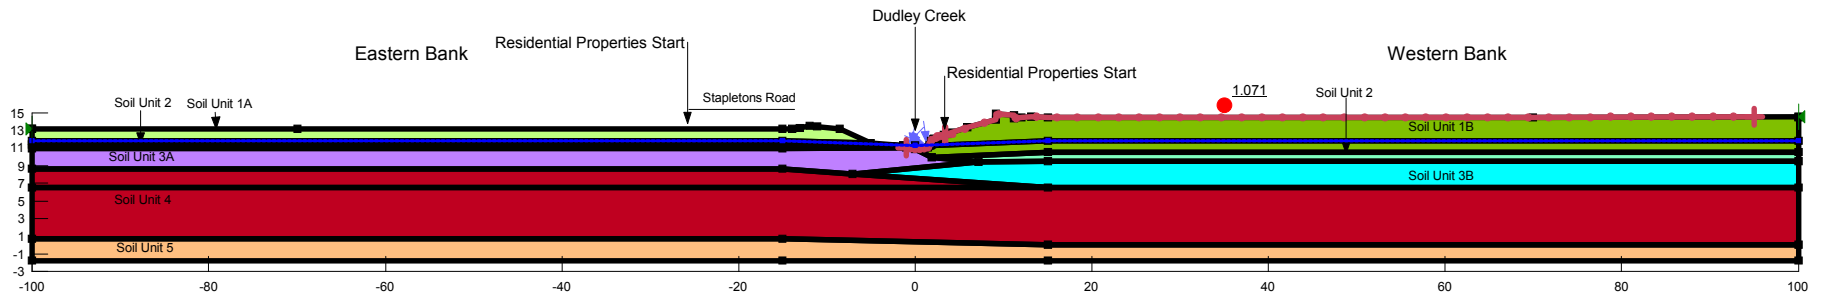 Dudley Creek
Eastern Bank
Residential Properties Start
Western Bank
Residential Properties Start
Soil Unit 2
Soil Unit 1A
Stapletons Road
1.071
Soil Unit 2
15
13
11
9
7
5
3
1
-1
-3
Soil Unit 1B
Soil Unit 3A
Soil Unit 3B
Soil Unit 4
Soil Unit 5
-100
-80
-60
-40
-20
0
20
40
60
80
100